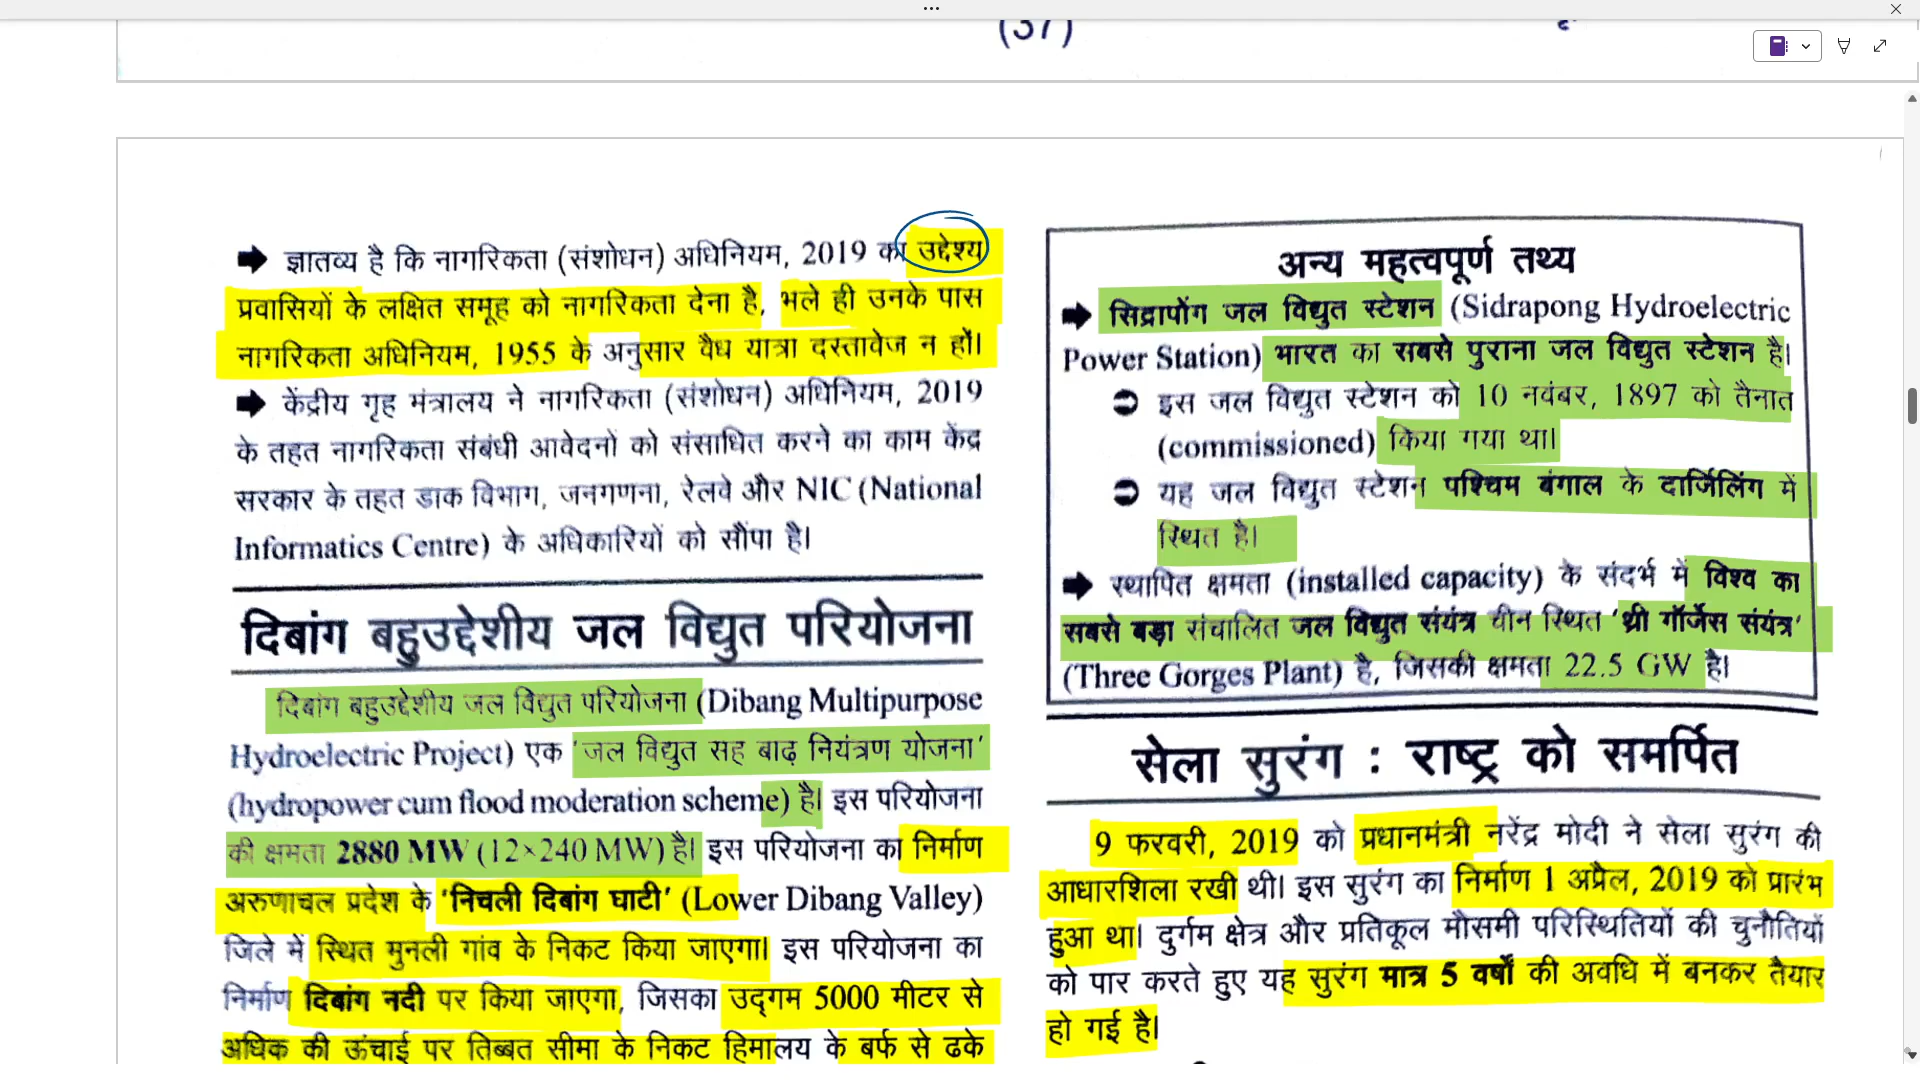 (37)
➡ ज्ञातव्य है कि नागरिकता (संशोधन) अधिनियम, 2019 का उद्देश्य
प्रवासियों के लक्षित समूह को नागरिकता देना है, भले ही उनके पास
नागरिकता अधिनियम, 1955 के अनुसार वैध यात्रा दस्तावेज न हों।
➡ केंद्रीय गृह मंत्रालय ने नागरिकता (संशोधन) अधिनियम, 2019
के तहत नागरिकता संबंधी आवेदनों को संसाधित करने का काम केंद्र
सरकार के तहत डाक विभाग, जनगणना, रेलवे और NIC (National
Informatics Centre) के अधिकारियों को सौंपा है।
दिबांग बहुउद्देशीय जल विद्युत परियोजना
दिबांग बहुउद्देशीय जल विद्युत परियोजना (Dibang Multipurpose
Hydroelectric Project) एक 'जल विद्युत सह बाढ़ नियंत्रण योजना'
(hydropower cum flood moderation scheme) है। इस परियोजना
की क्षमता 2880 MW (12×240 MW) है। इस परियोजना का निर्माण
अरुणाचल प्रदेश के 'निचली दिबांग घाटी' (Lower Dibang Valley)
जिले में स्थित मुनली गांव के निकट किया जाएगा। इस परियोजना का
निर्माण दिबांग नदी पर किया जाएगा, जिसका उद्‌गम 5000 मीटर से
अधिक की ऊंचाई पर तिब्बत सीमा के निकट हिमालय के बर्फ से ढके
अन्य महत्वपूर्ण तथ्य
➡ सिद्रापोंग जल विद्युत स्टेशन (Sidrapong Hydroelectric
Power Station) भारत का सबसे पुराना जल विद्युत स्टेशन है।
➲ इस जल विद्युत स्टेशन को 10 नवंबर, 1897 को तैनात
(commissioned) किया गया था।
➲ यह जल विद्युत स्टेशन पश्चिम बंगाल के दार्जिलिंग में
स्थित है।
➡ स्थापित क्षमता (installed capacity) के संदर्भ में विश्व का
सबसे बड़ा संचालित जल विद्युत संयंत्र चीन स्थित 'थ्री गॉर्जेस संयंत्र'
(Three Gorges Plant) है, जिसकी क्षमता 22.5 GW है।
सेला सुरंग : राष्ट्र को समर्पित
9 फरवरी, 2019 को प्रधानमंत्री नरेंद्र मोदी ने सेला सुरंग की
आधारशिला रखी थी। इस सुरंग का निर्माण 1 अप्रैल, 2019 को प्रारंभ
हुआ था। दुर्गम क्षेत्र और प्रतिकूल मौसमी परिस्थितियों की चुनौतियों
को पार करते हुए यह सुरंग मात्र 5 वर्षों की अवधि में बनकर तैयार
हो गई है।